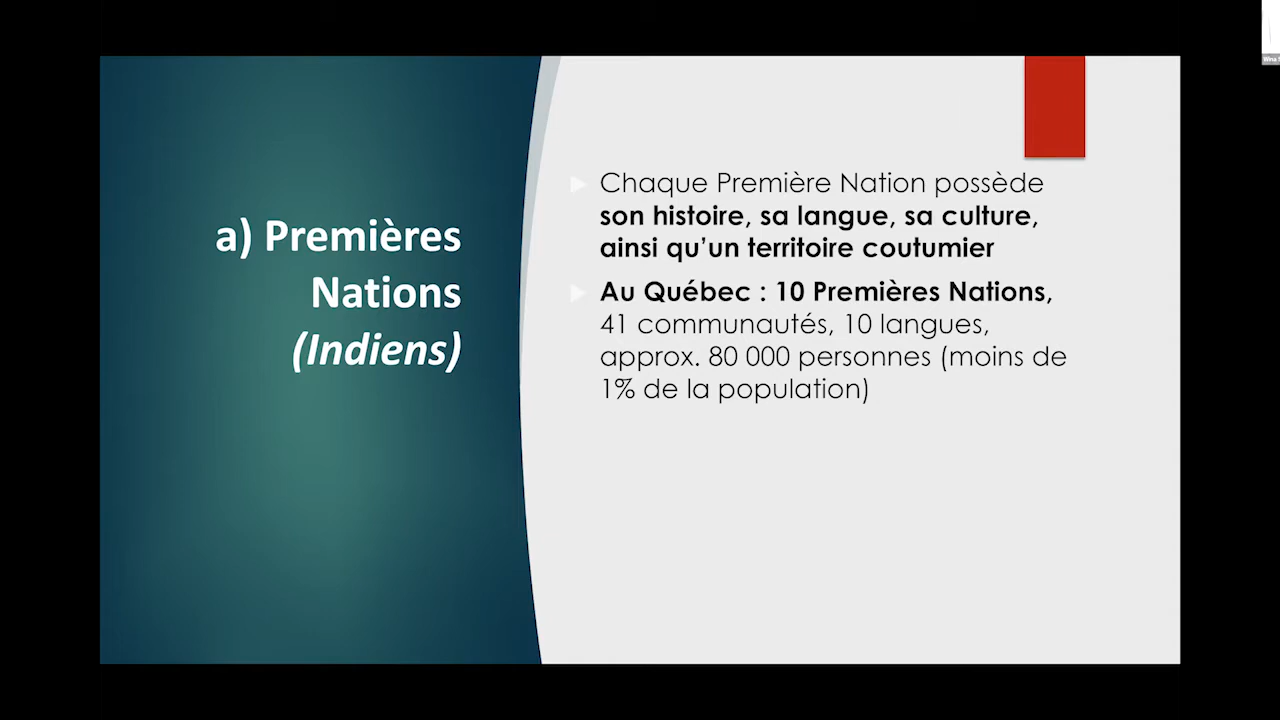 a) Premières
Nations
(Indiens)
Chaque Première Nation possède
son histoire, sa langue, sa culture,
ainsi qu’un territoire coutumier
Au Québec : 10 Premières Nations,
41 communautés, 10 langues,
approx. 80 000 personnes (moins de
1% de la population)